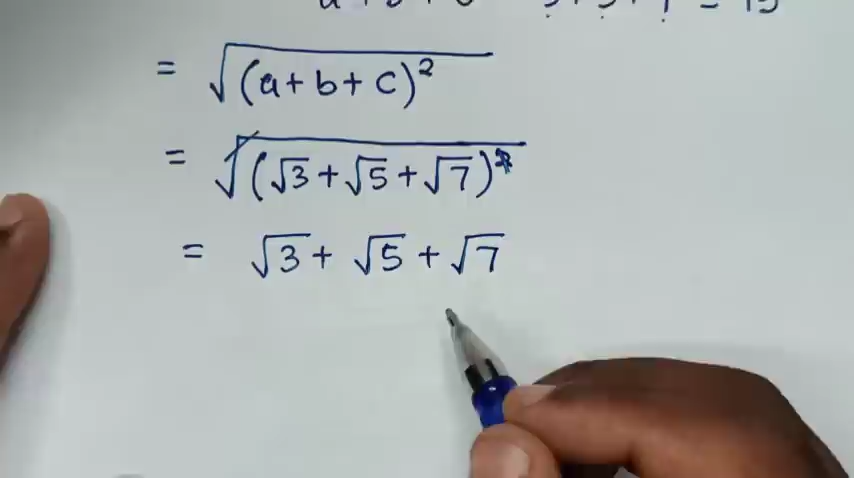 = √(a+b+c)²
= √(√3+√5+√7)²
= √3+ √5+√7